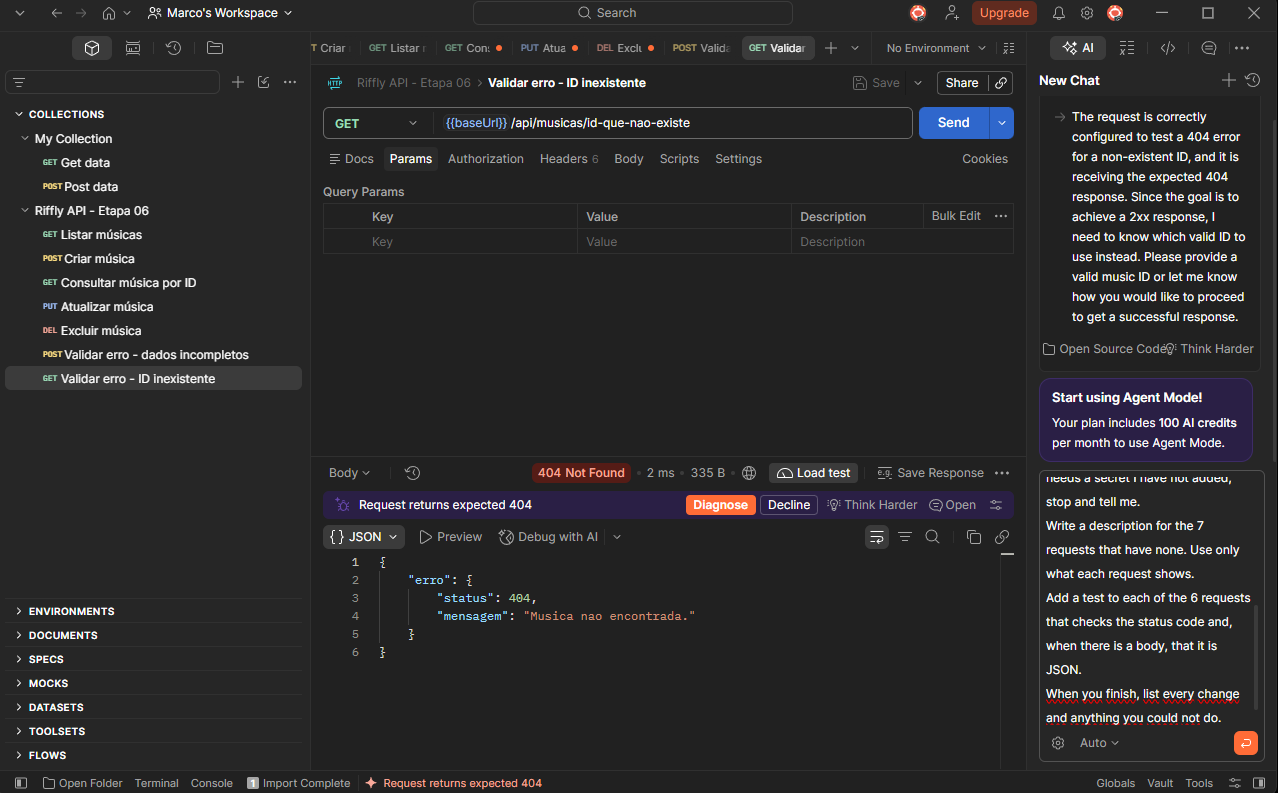 Marco's Workspace
Search
Upgrade
T Criar
GET Listar
GET Con
PUT Atua
DEL Exclu
POST Valida
GET Validar
No Environment
AI
New Chat
COLLECTIONS
My Collection
GET Get data
POST Post data
Riffly API - Etapa 06
GET Listar músicas
POST Criar música
GET Consultar música por ID
PUT Atualizar música
DEL Excluir música
POST Validar erro - dados incompletos
GET Validar erro - ID inexistente
ENVIRONMENTS
DOCUMENTS
SPECS
MOCKS
DATASETS
TOOLSETS
FLOWS
HTTP Riffly API - Etapa 06 > Validar erro - ID inexistente
Save
Share
GET
{{baseUrl}} /api/musicas/id-que-nao-existe
Send
Docs Params Authorization Headers 6 Body Scripts Settings
Cookies
Query Params
Key Value Description Bulk Edit
Key Value Description
Body
404 Not Found • 2 ms • 335 B
Load test
e.g. Save Response
Request returns expected 404
Diagnose
Decline
Think Harder
Open
{} JSON
Preview
Debug with AI
1 {
2 "erro": {
3 "status": 404,
4 "mensagem": "Musica nao encontrada."
5 }
6 }
The request is correctly
configured to test a 404 error
for a non-existent ID, and it is
receiving the expected 404
response. Since the goal is to
achieve a 2xx response, I
need to know which valid ID to
use instead. Please provide a
valid music ID or let me know
how you would like to proceed
to get a successful response.
Open Source Code
Think Harder
Start using Agent Mode!
Your plan includes 100 AI credits
per month to use Agent Mode.
needs a secret I have not added,
stop and tell me.
Write a description for the 7
requests that have none. Use only
what each request shows.
Add a test to each of the 6 requests
that checks the status code and,
when there is a body, that it is
JSON.
When you finish, list every change
and anything you could not do.
Auto
Open Folder
Terminal
Console
1 Import Complete
Request returns expected 404
Globals
Vault
Tools